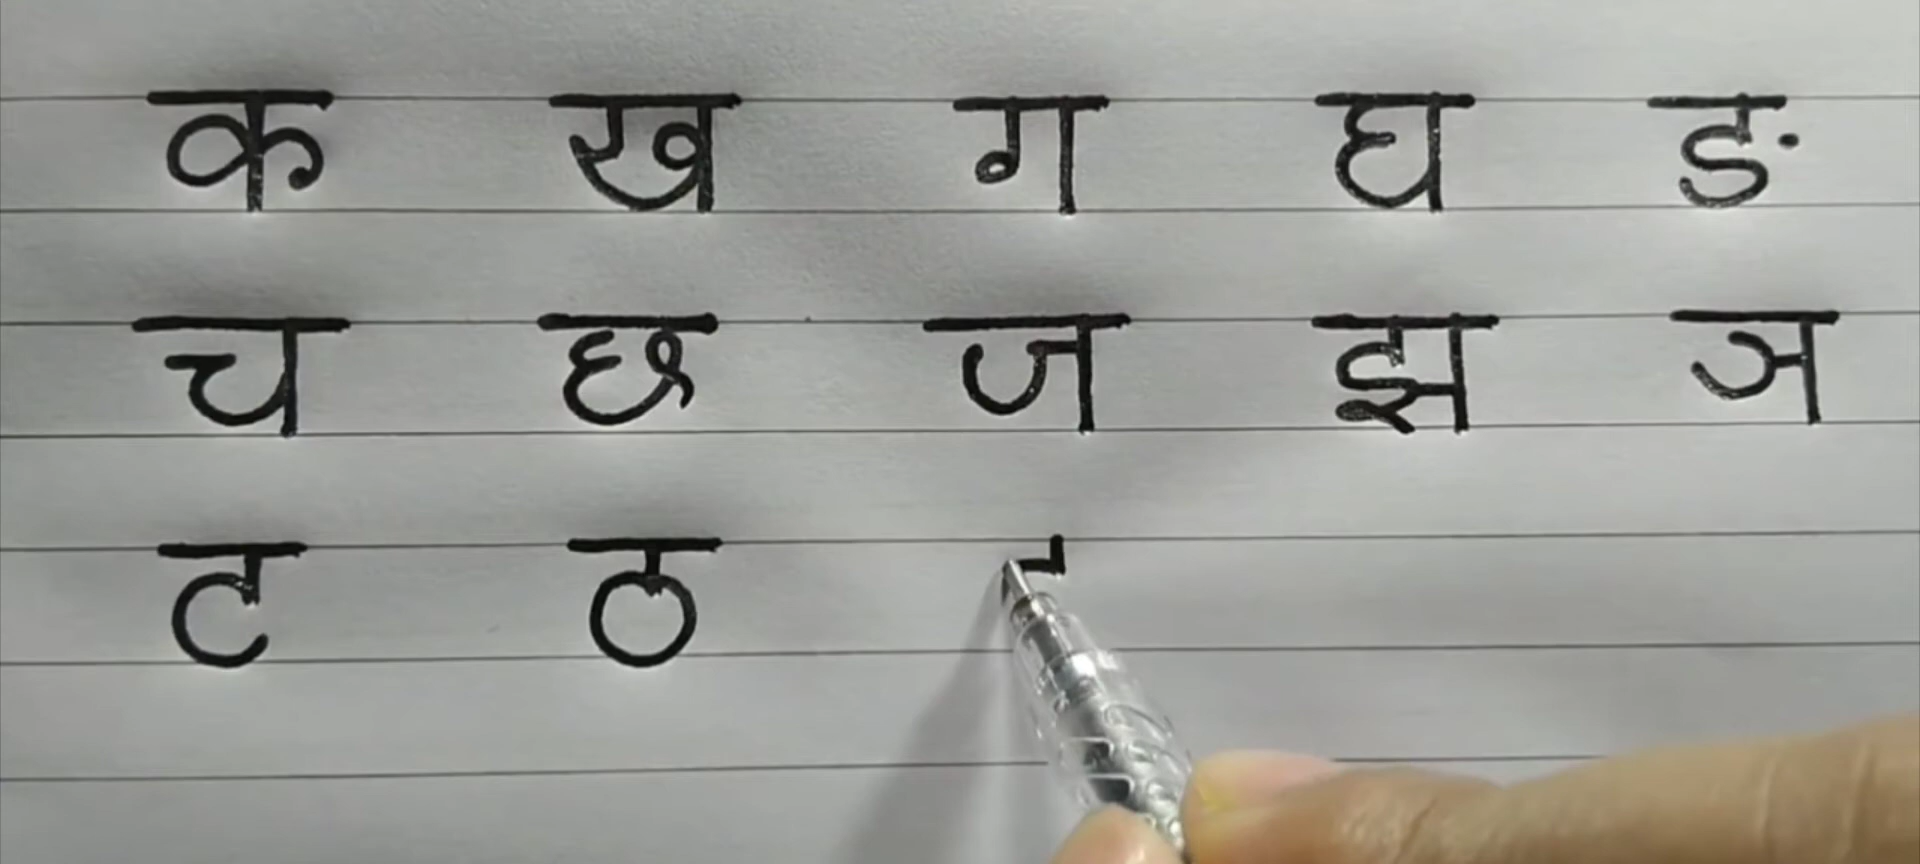 क ख ग घ ङ
च छ ज झ ञ
ट ठ